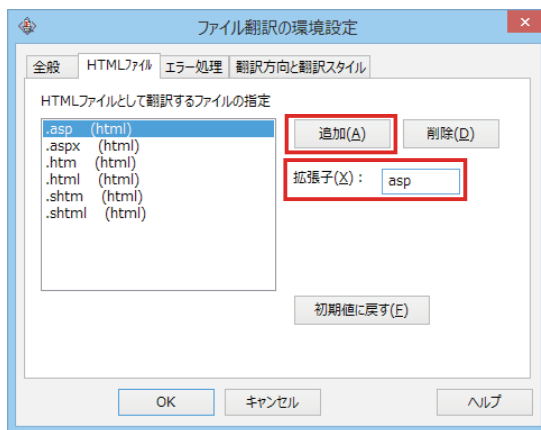 ファイル翻訳の環境設定
全般 HTMLファイル エラー処理 翻訳方向と翻訳スタイル
HTMLファイルとして翻訳するファイルの指定
.asp (html)
.aspx (html)
.htm (html)
.html (html)
.shtm (html)
.shtml (html)
追加(A) 削除(D)
拡張子(X)： asp
初期値に戻す(F)
OK キャンセル ヘルプ